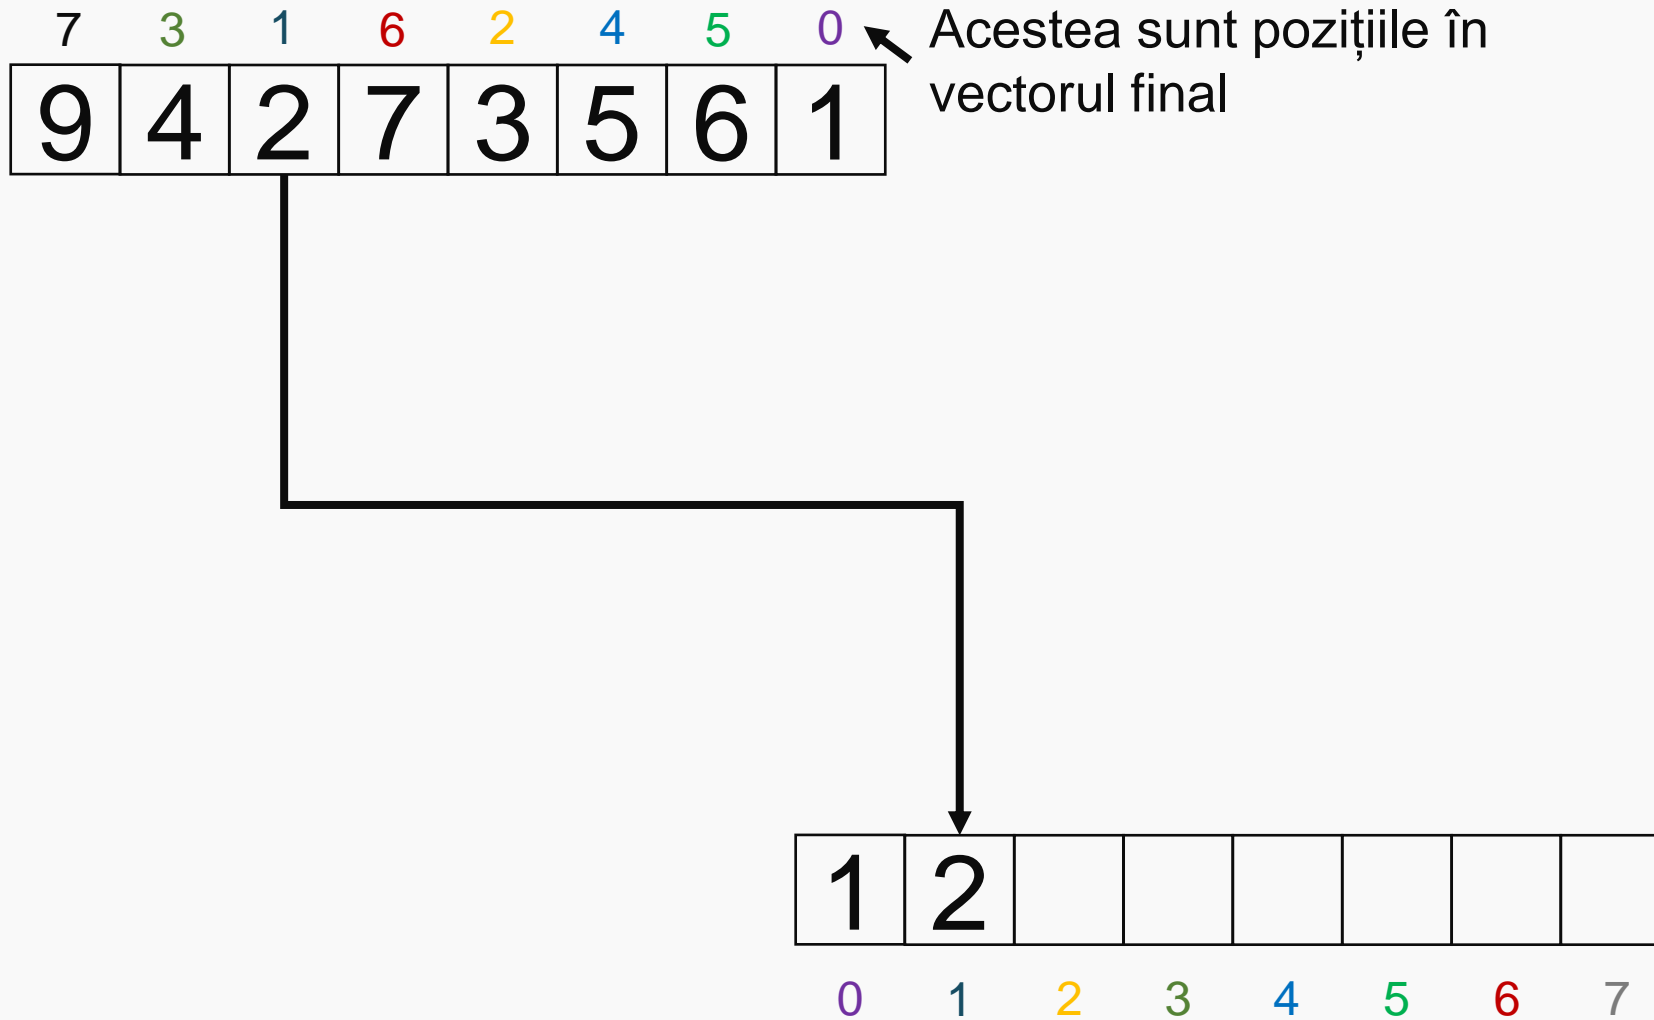 7 3 1 6 2 4 5 0
Acestea sunt pozițiile în
vectorul final
9 4 2 7 3 5 6 1
1 2
0 1 2 3 4 5 6 7